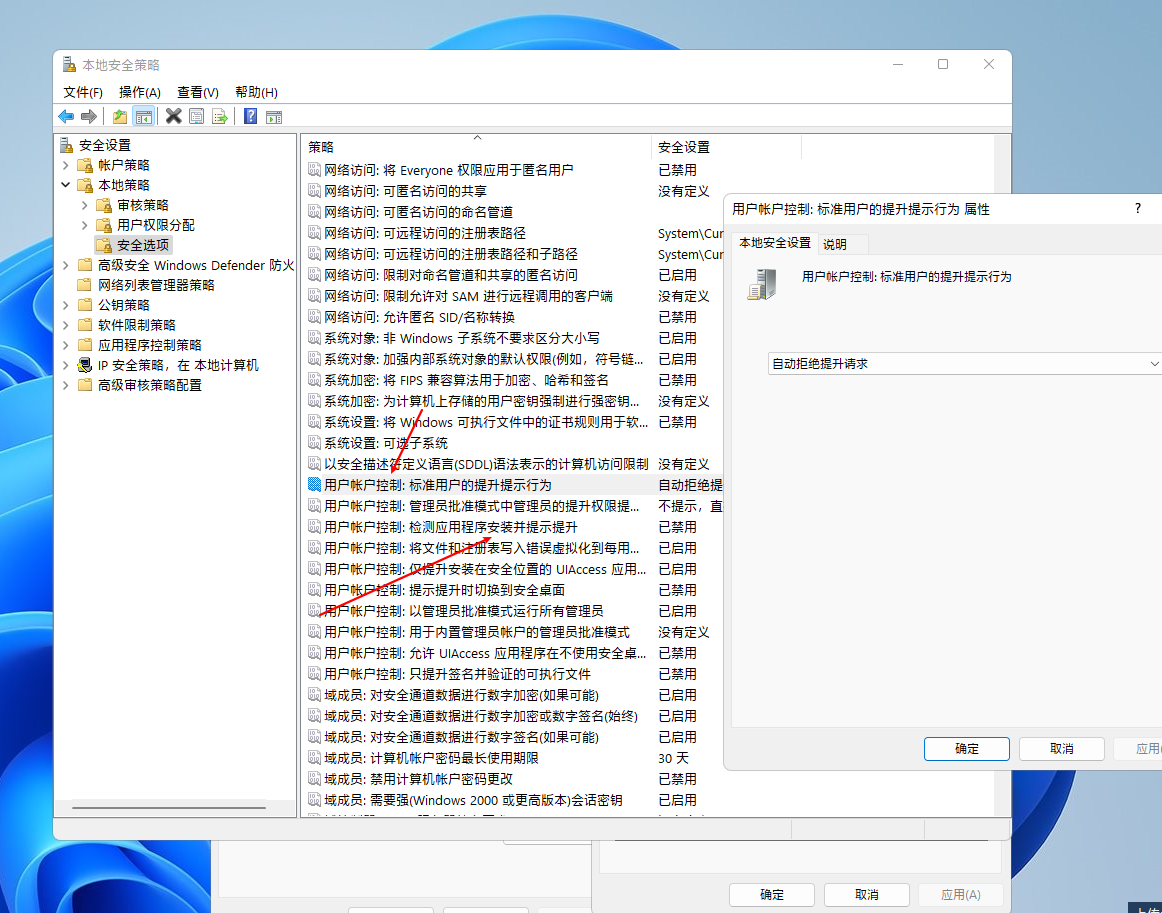 本地安全策略
文件(F) 操作(A) 查看(V) 帮助(H)
安全设置
帐户策略
本地策略
审核策略
用户权限分配
安全选项
高级安全 Windows Defender 防火
网络列表管理器策略
公钥策略
软件限制策略
应用程序控制策略
IP 安全策略，在 本地计算机
高级审核策略配置
策略 安全设置
网络访问: 将 Everyone 权限应用于匿名用户 已禁用
网络访问: 可匿名访问的共享 没有定义
网络访问: 可匿名访问的命名管道
网络访问: 可远程访问的注册表路径 System\Cur
网络访问: 可远程访问的注册表路径和子路径 System\Cur
网络访问: 限制对命名管道和共享的匿名访问 已启用
网络访问: 限制允许对 SAM 进行远程调用的客户端 没有定义
网络访问: 允许匿名 SID/名称转换 已禁用
系统对象: 非 Windows 子系统不要求区分大小写 已启用
系统对象: 加强内部系统对象的默认权限(例如，符号链... 已启用
系统加密: 将 FIPS 兼容算法用于加密、哈希和签名 已禁用
系统加密: 为计算机上存储的用户密钥强制进行强密钥... 没有定义
系统设置: 将 Windows 可执行文件中的证书规则用于软... 已禁用
系统设置: 可选子系统
以安全描述符定义语言(SDDL)语法表示的计算机访问限制 没有定义
用户帐户控制: 标准用户的提升提示行为 自动拒绝提
用户帐户控制: 管理员批准模式中管理员的提升权限提... 不提示，直
用户帐户控制: 检测应用程序安装并提示提升 已禁用
用户帐户控制: 将文件和注册表写入错误虚拟化到每用... 已启用
用户帐户控制: 仅提升安装在安全位置的 UIAccess 应用... 已启用
用户帐户控制: 提示提升时切换到安全桌面 已禁用
用户帐户控制: 以管理员批准模式运行所有管理员 已启用
用户帐户控制: 用于内置管理员帐户的管理员批准模式 没有定义
用户帐户控制: 允许 UIAccess 应用程序在不使用安全桌... 已禁用
用户帐户控制: 只提升签名并验证的可执行文件 已禁用
域成员: 对安全通道数据进行数字加密(如果可能) 已启用
域成员: 对安全通道数据进行数字加密或数字签名(始终) 已启用
域成员: 对安全通道数据进行数字签名(如果可能) 已启用
域成员: 计算机帐户密码最长使用期限 30 天
域成员: 禁用计算机帐户密码更改 已禁用
域成员: 需要强(Windows 2000 或更高版本)会话密钥 已启用
用户帐户控制: 标准用户的提升提示行为 属性 ?
本地安全设置 说明
用户帐户控制: 标准用户的提升提示行为
自动拒绝提升请求
确定 取消 应用(
确定 取消 应用(A)